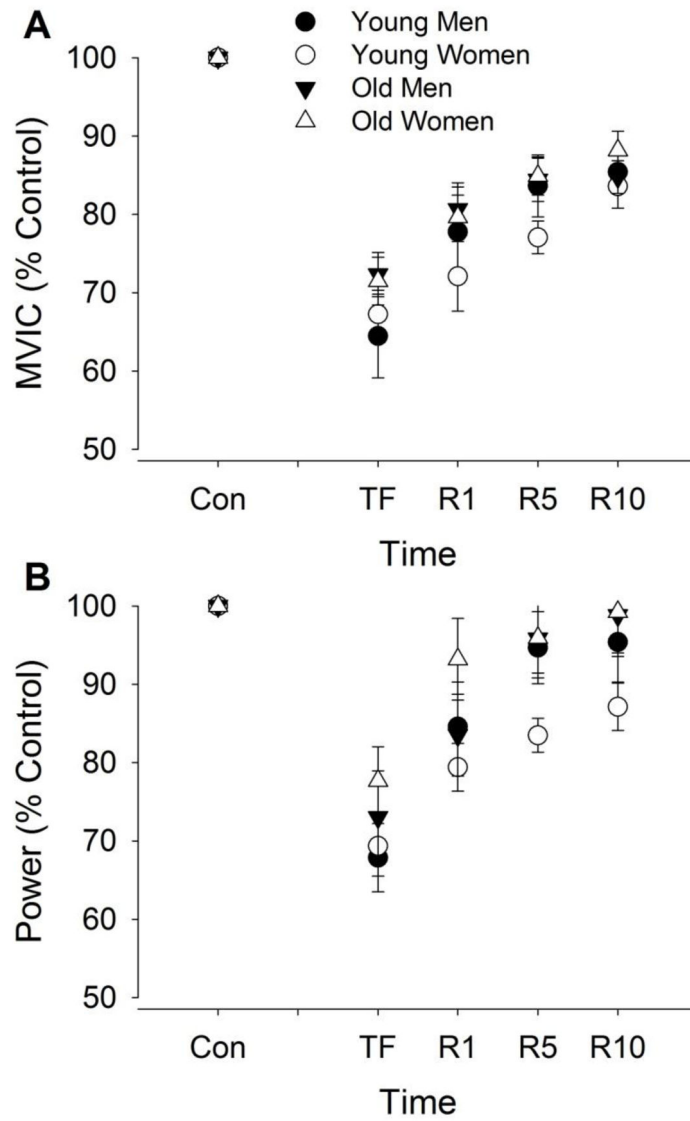 A
Young Men
Young Women
Old Men
Old Women
MVIC (% Control)
100
90
80
70
60
50
Con TF R1 R5 R10
Time
B
Power (% Control)
100
90
80
70
60
50
Con TF R1 R5 R10
Time